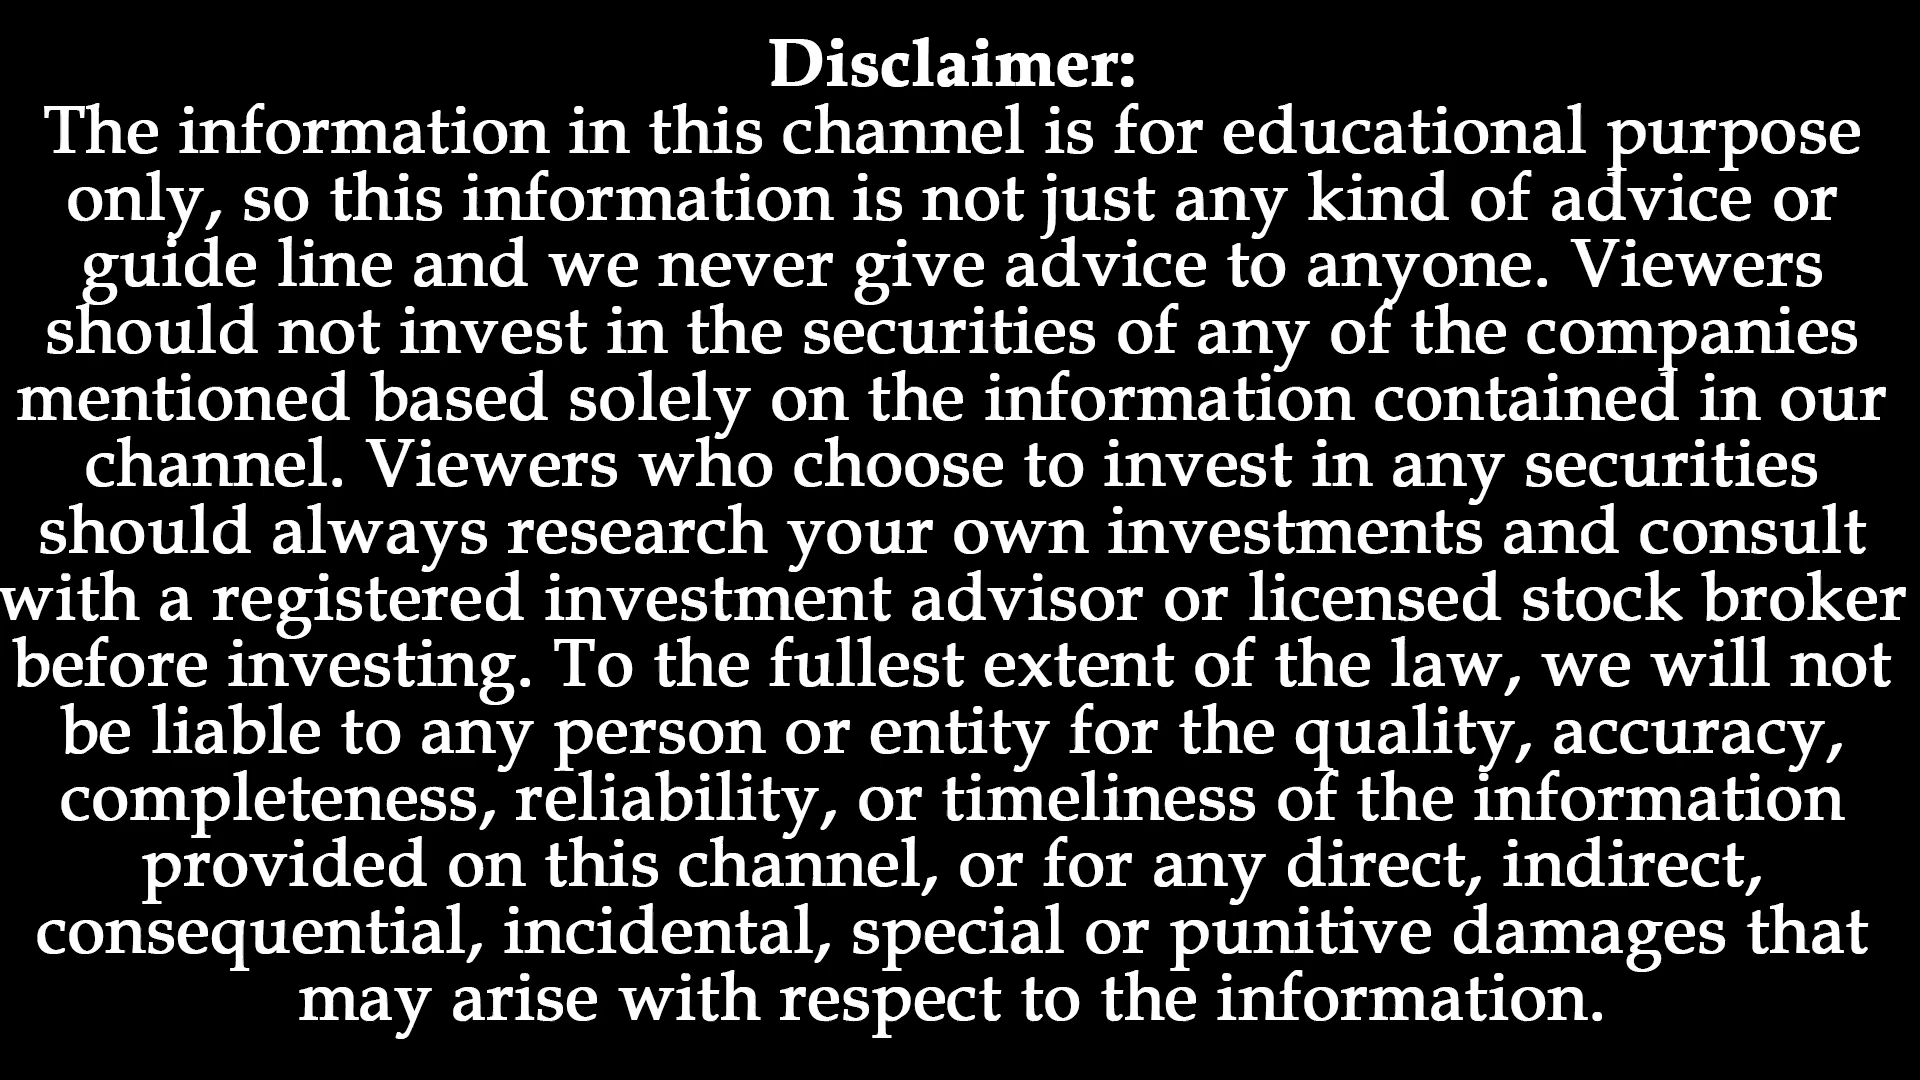 Disclaimer:
The information in this channel is for educational purpose
only, so this information is not just any kind of advice or
guide line and we never give advice to anyone. Viewers
should not invest in the securities of any of the companies
mentioned based solely on the information contained in our
channel. Viewers who choose to invest in any securities
should always research your own investments and consult
with a registered investment advisor or licensed stock broker
before investing. To the fullest extent of the law, we will not
be liable to any person or entity for the quality, accuracy,
completeness, reliability, or timeliness of the information
provided on this channel, or for any direct, indirect,
consequential, incidental, special or punitive damages that
may arise with respect to the information.